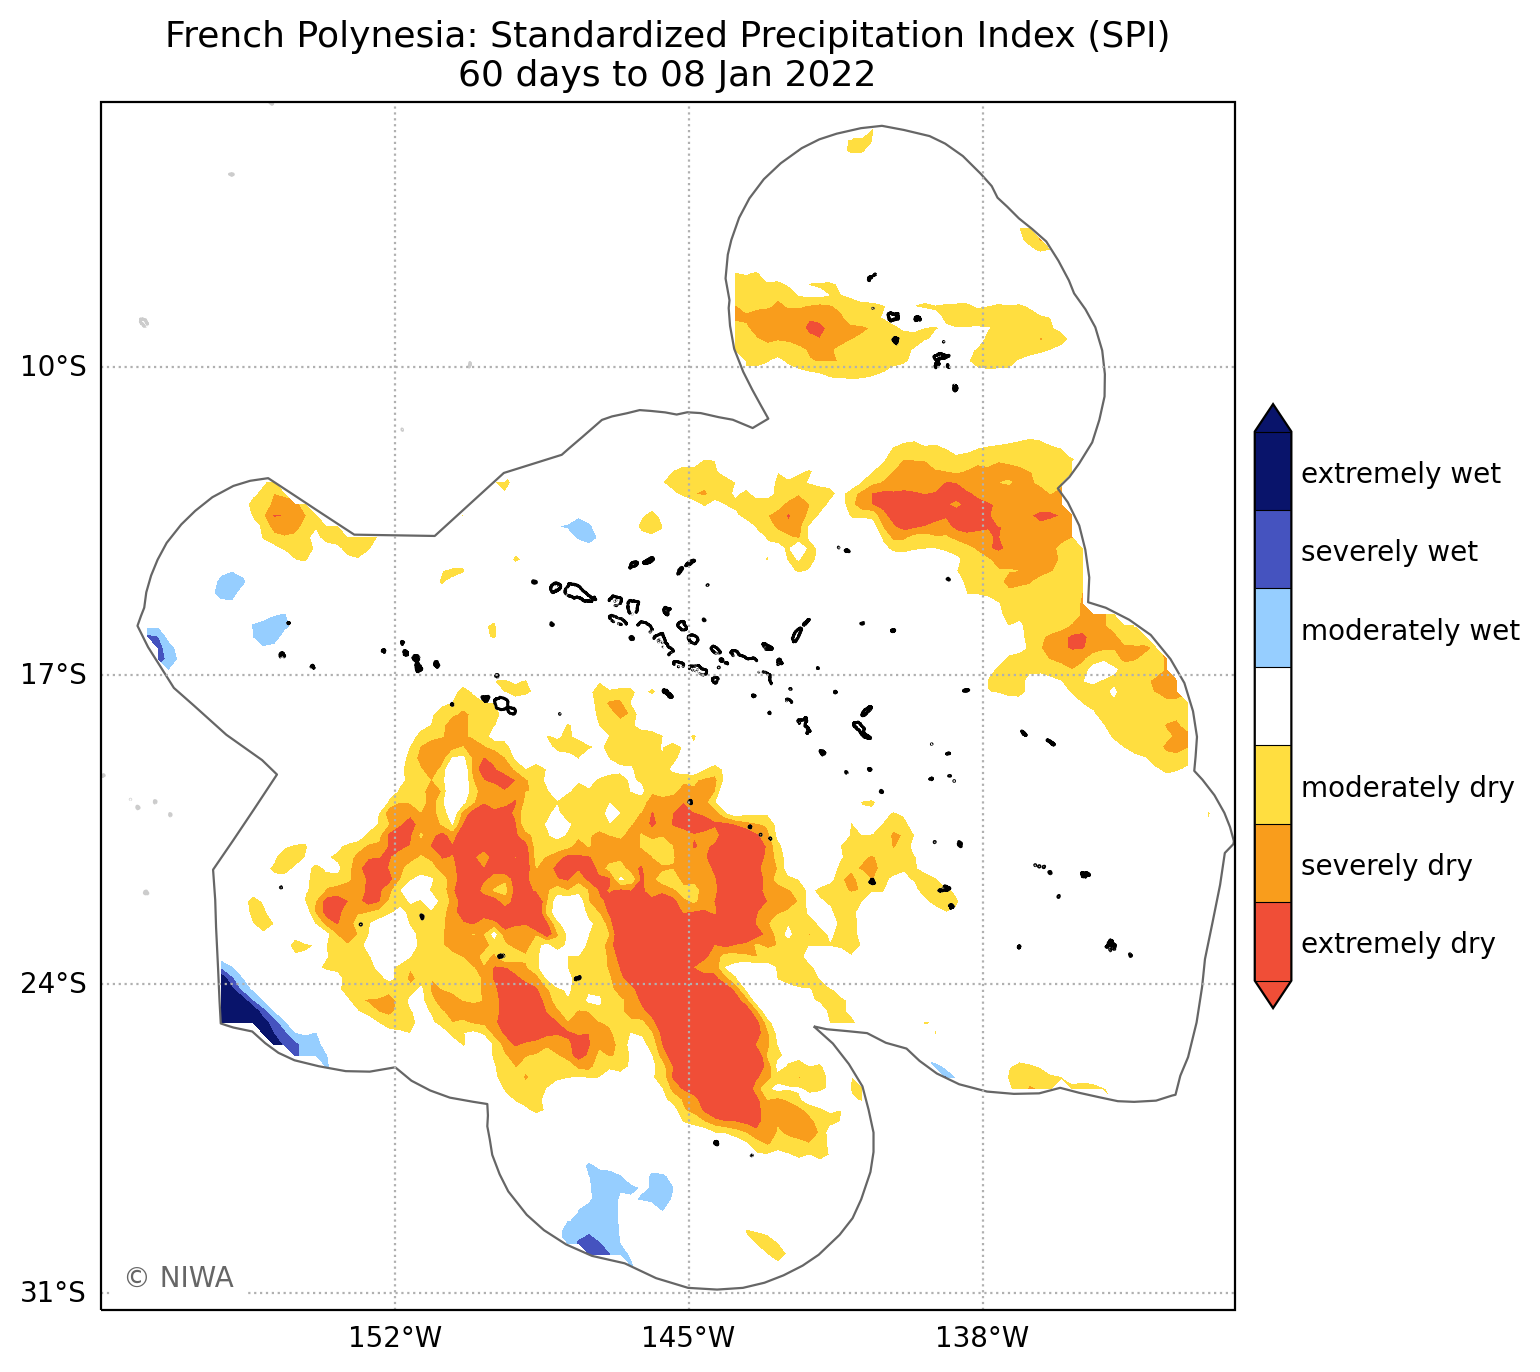 French Polynesia: Standardized Precipitation Index (SPI)
60 days to 08 Jan 2022
10°S
17°S
24°S
31°S
152°W
145°W
138°W
extremely wet
severely wet
moderately wet
moderately dry
severely dry
extremely dry
© NIWA